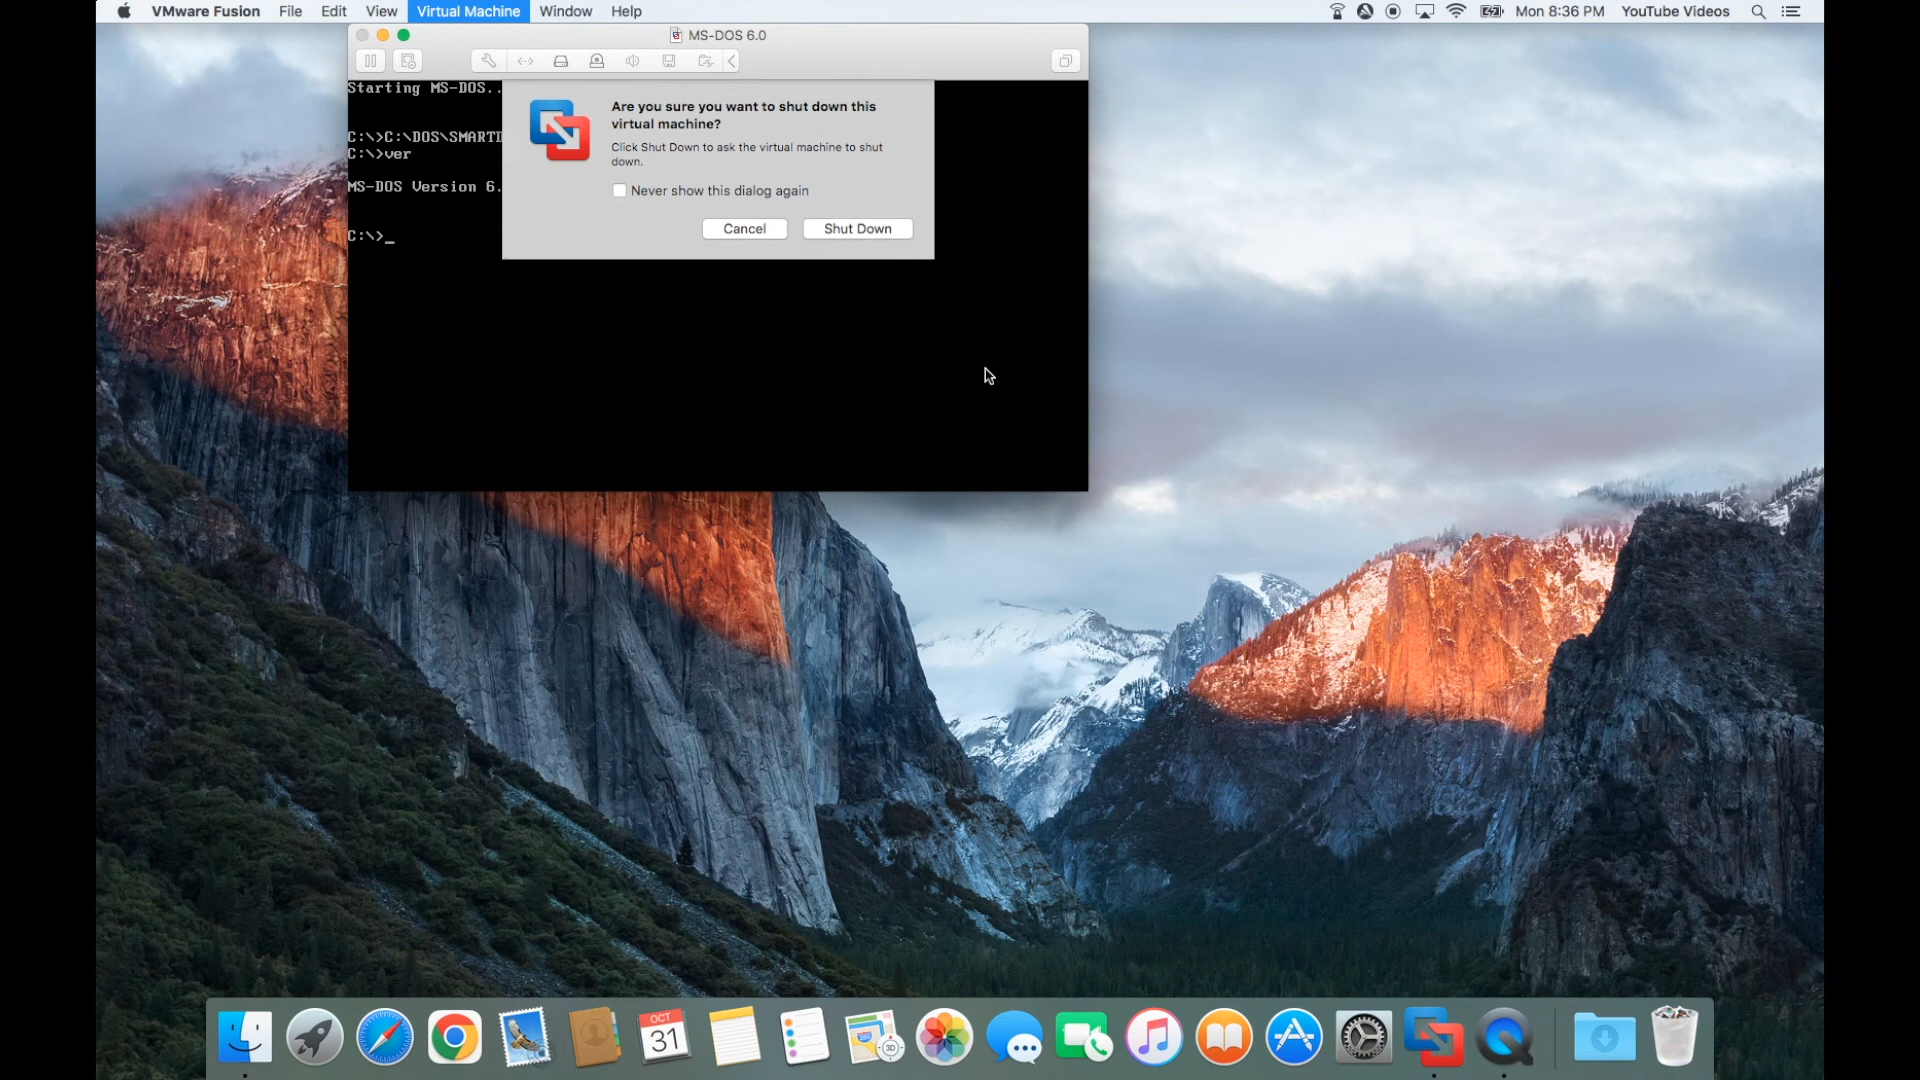 VMware Fusion File Edit View Virtual Machine Window Help Mon 8:36 PM YouTube Videos
MS-DOS 6.0
Starting MS-DOS..
C:\>C:\DOS\SMARTD
C:\>ver
MS-DOS Version 6.
C:\>_
Are you sure you want to shut down this
virtual machine?
Click Shut Down to ask the virtual machine to shut
down.
Never show this dialog again
Cancel Shut Down
OCT
31
3D